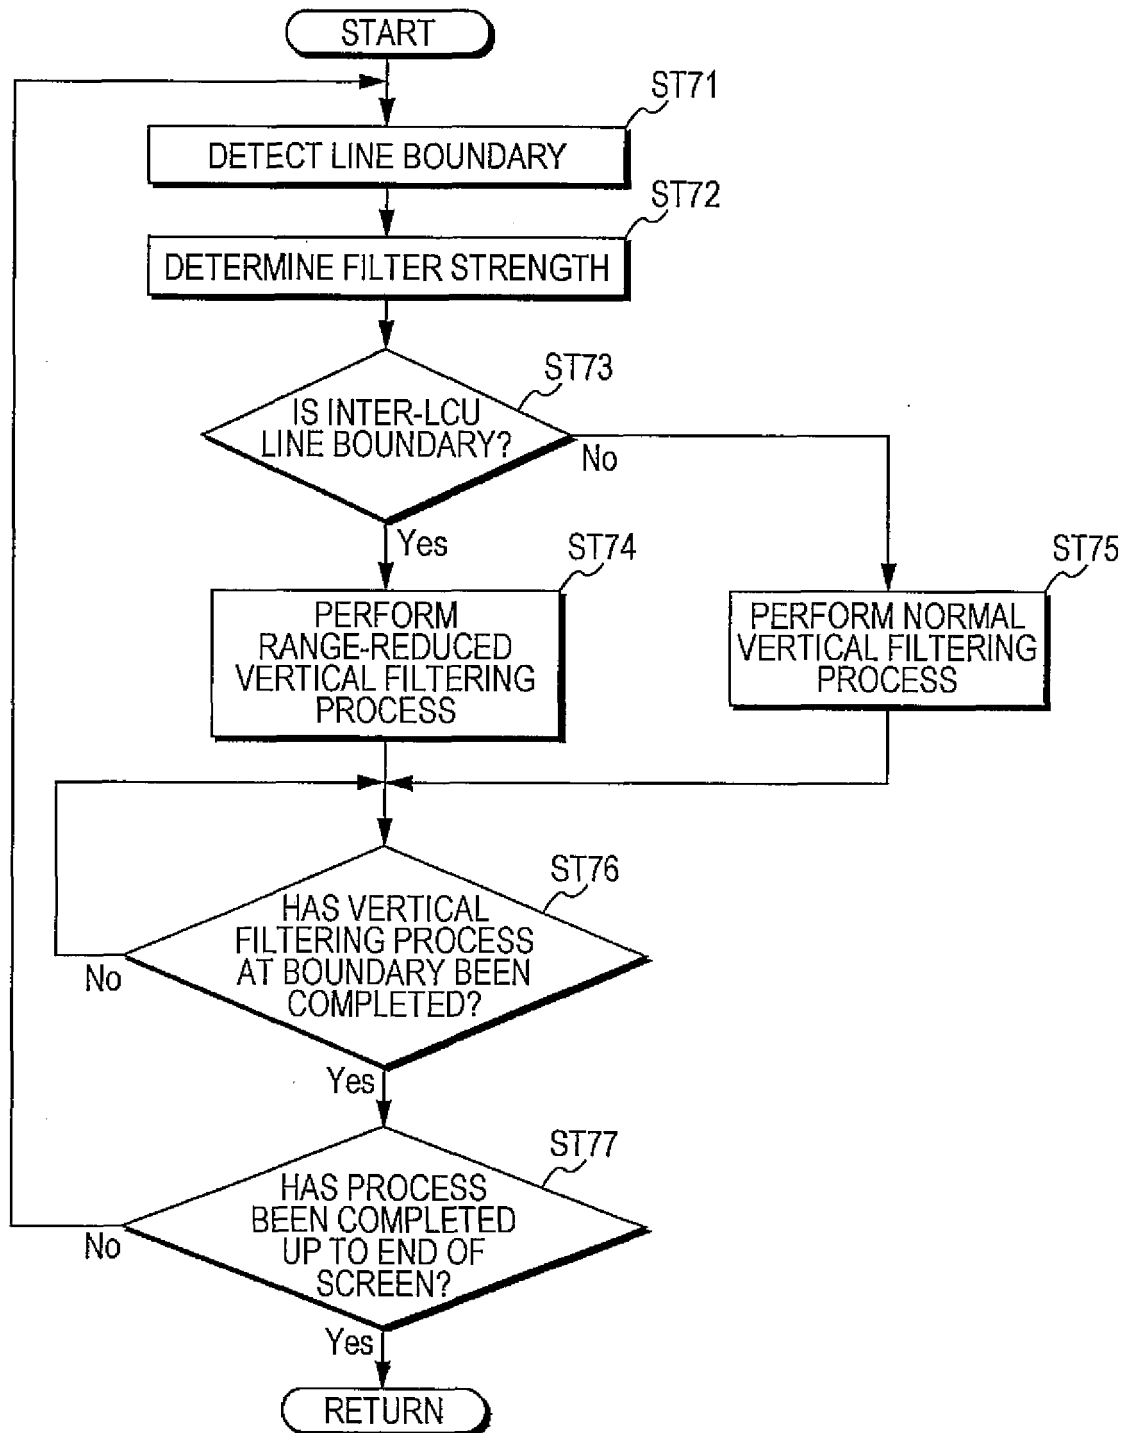 START
ST71
DETECT LINE BOUNDARY
ST72
DETERMINE FILTER STRENGTH
ST73
IS INTER-LCU
LINE BOUNDARY?
No
Yes
ST74
PERFORM
RANGE-REDUCED
VERTICAL FILTERING
PROCESS
ST75
PERFORM NORMAL
VERTICAL FILTERING
PROCESS
ST76
HAS VERTICAL
FILTERING PROCESS
AT BOUNDARY BEEN
COMPLETED?
No
Yes
ST77
HAS PROCESS
BEEN COMPLETED
UP TO END OF
SCREEN?
No
Yes
RETURN